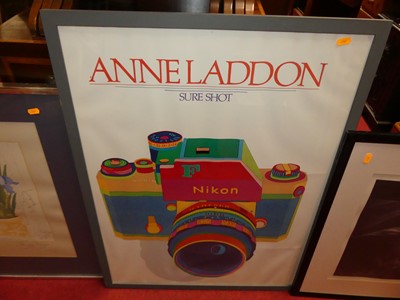 ANNE LADDON
SURE SHOT
F
Nikon